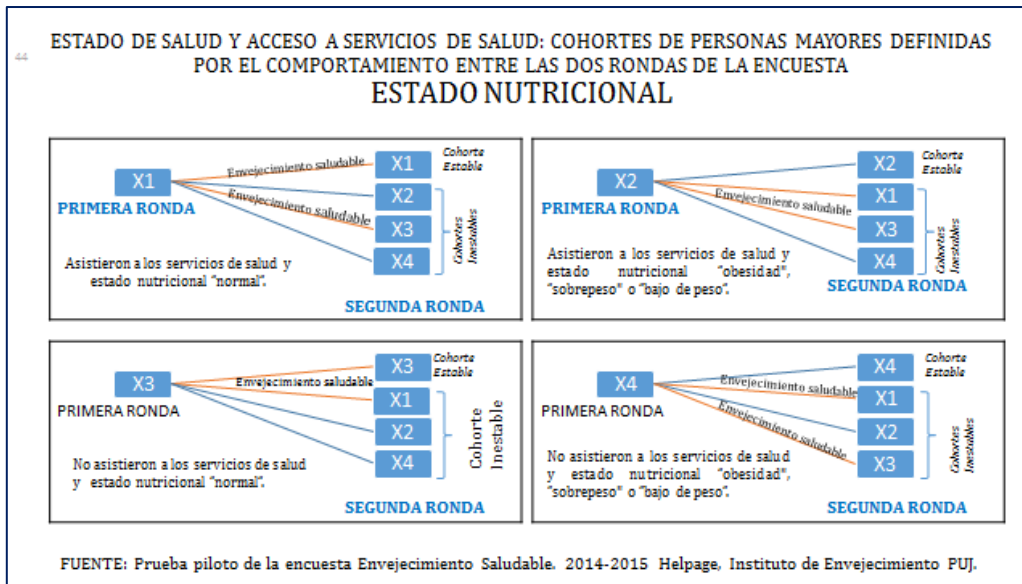 44
ESTADO DE SALUD Y ACCESO A SERVICIOS DE SALUD: COHORTES DE PERSONAS MAYORES DEFINIDAS
POR EL COMPORTAMIENTO ENTRE LAS DOS RONDAS DE LA ENCUESTA
ESTADO NUTRICIONAL
X1
PRIMERA RONDA
Envejecimiento saludable
Envejecimiento saludable
X1
X2
X3
X4
Cohorte
Estable
Cohortes
Inestables
Asistieron a los servicios de salud y
estado nutricional "normal".
SEGUNDA RONDA
X2
PRIMERA RONDA
Envejecimiento saludable
X2
X1
X3
X4
Cohorte
Estable
Cohortes
Inestables
Asistieron a los servicios de salud y
estado nutricional "obesidad",
"sobrepeso" o "bajo de peso".
SEGUNDA RONDA
X3
PRIMERA RONDA
Envejecimiento saludable
X3
X1
X2
X4
Cohorte
Estable
Cohorte
Inestable
No asistieron a los servicios de salud
y estado nutricional "normal".
SEGUNDA RONDA
X4
PRIMERA RONDA
Envejecimiento saludable
Envejecimiento saludable
X4
X1
X2
X3
Cohorte
Estable
Cohortes
Inestables
No asistieron a los servicios de salud
y estado nutricional "obesidad",
"sobrepeso" o "bajo de peso".
SEGUNDA RONDA
FUENTE: Prueba piloto de la encuesta Envejecimiento Saludable. 2014-2015 Helpage, Instituto de Envejecimiento PUJ.